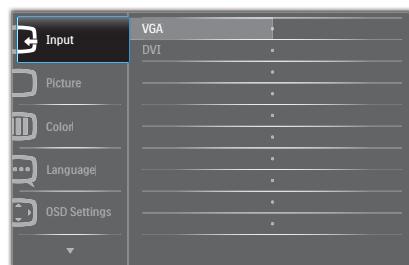 Input
Picture
Color
Language
OSD Settings
VGA
DVI